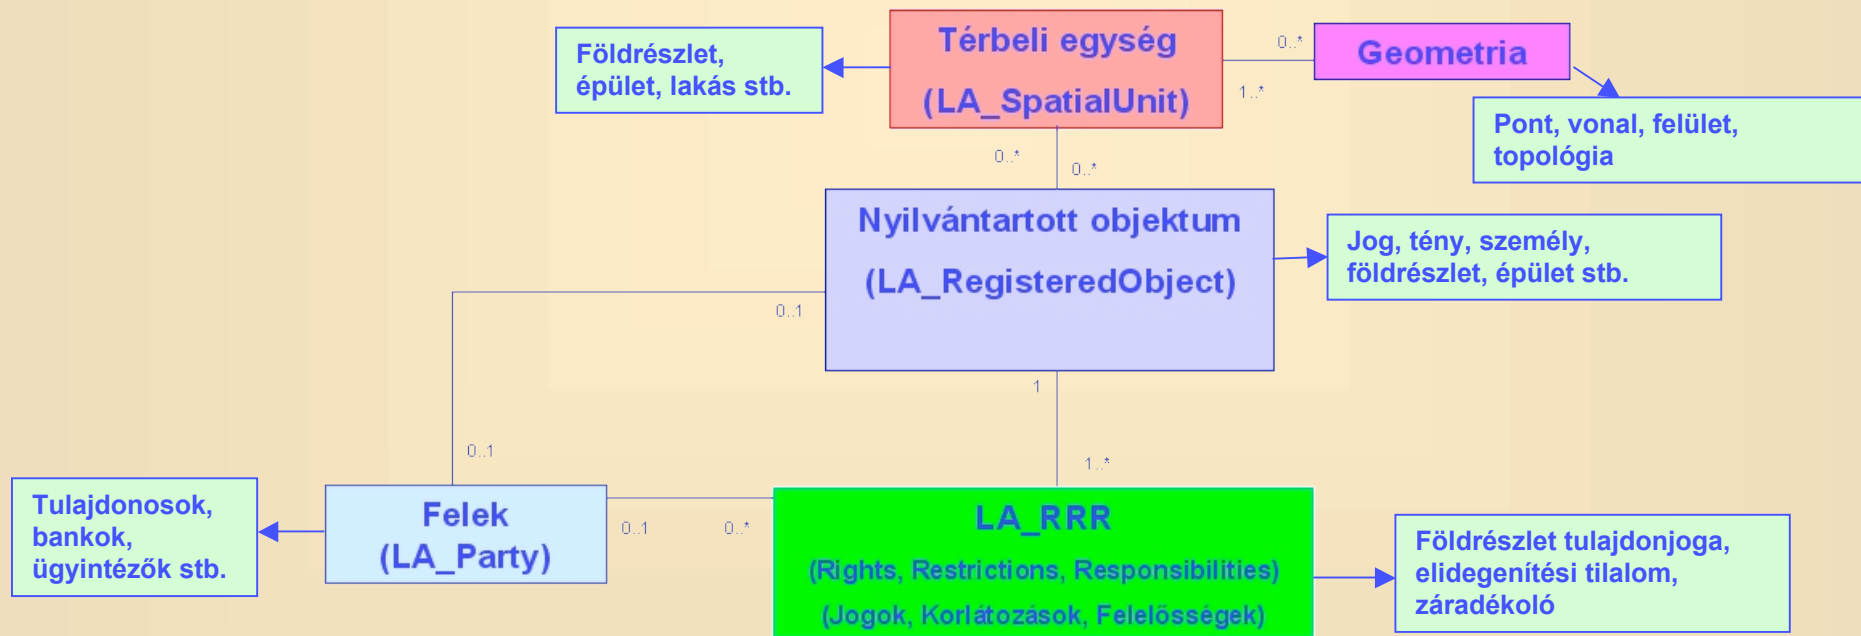 Térbeli egység
(LA_SpatialUnit)
Földrészlet,
épület, lakás stb.
0..*
1..*
Geometria
Pont, vonal, felület,
topológia
0..*
0..*
Nyilvántartott objektum
(LA_RegisteredObject)
Jog, tény, személy,
földrészlet, épület stb.
0..1
1
0..1
1..*
Tulajdonosok,
bankok,
ügyintézők stb.
Felek
(LA_Party)
0..1
0..*
LA_RRR
(Rights, Restrictions, Responsibilities)
(Jogok, Korlátozások, Felelősségek)
Földrészlet tulajdonjoga,
elidegenítési tilalom,
záradékoló